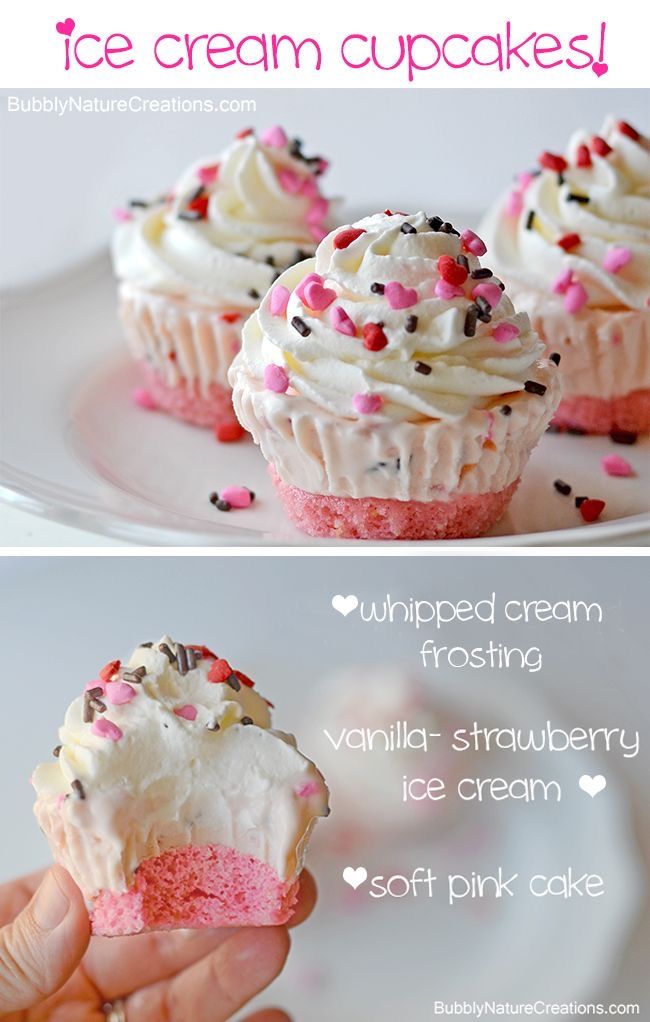 ice cream cupcakes!
BubblyNatureCreations.com
whipped cream
frosting
vanilla- strawberry
ice cream
soft pink cake
BubblyNatureCreations.com